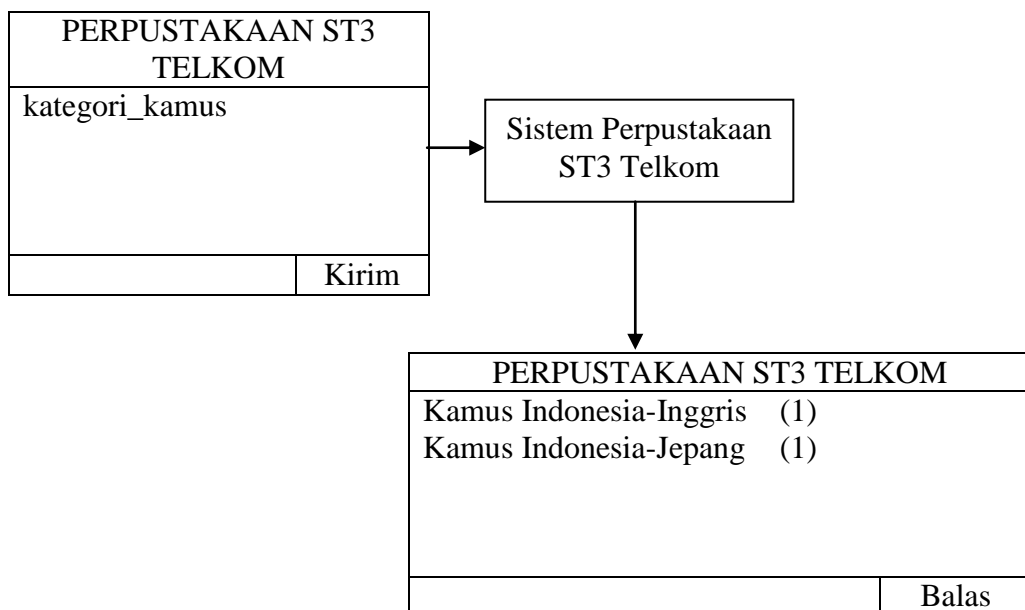 PERPUSTAKAAN ST3
TELKOM
kategori_kamus
Kirim
Sistem Perpustakaan
ST3 Telkom
PERPUSTAKAAN ST3 TELKOM
Kamus Indonesia-Inggris (1)
Kamus Indonesia-Jepang (1)
Balas